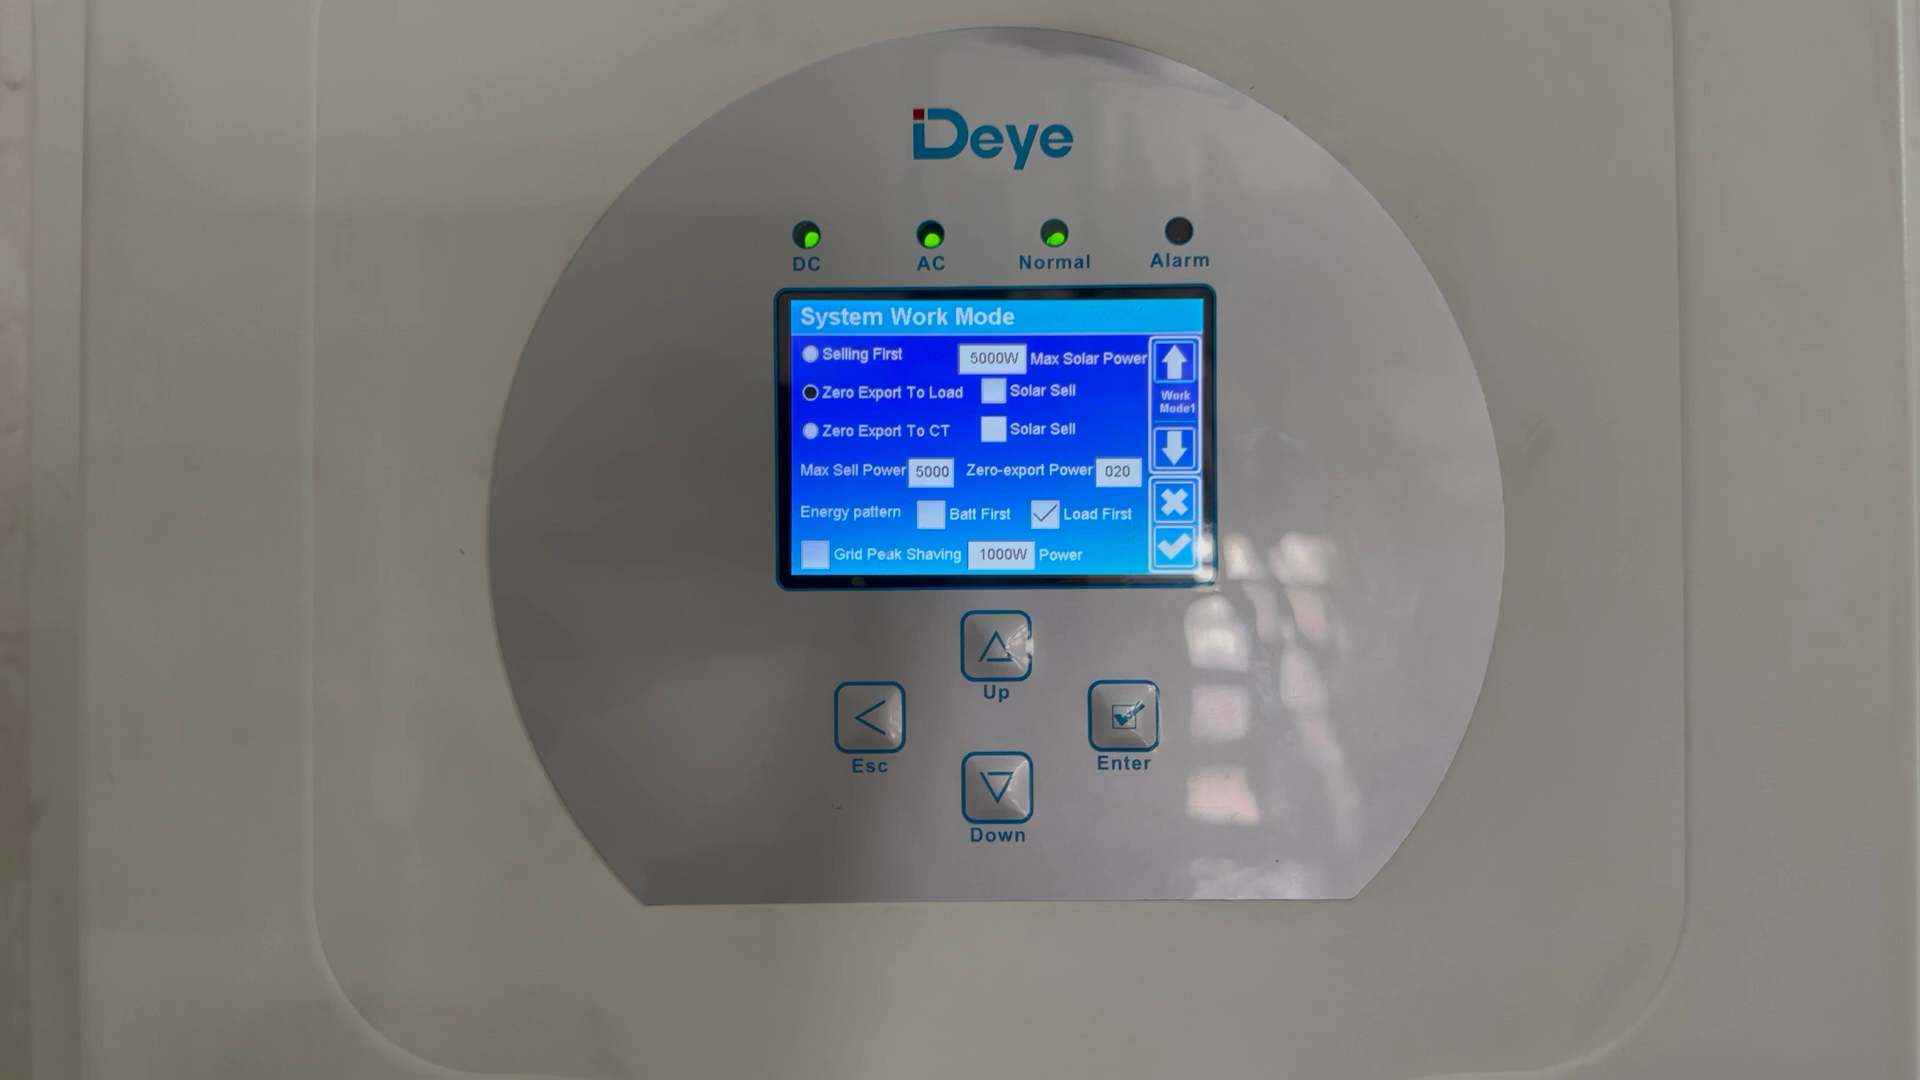 Deye
DC AC Normal Alarm
System Work Mode
Selling First 5000W Max Solar Power
Zero Export To Load Solar Sell
Zero Export To CT Solar Sell
Max Sell Power 5000 Zero-export Power 020
Energy pattern Batt First Load First
Grid Peak Shaving 1000W Power
Work
Mode1
Up
Esc
Enter
Down